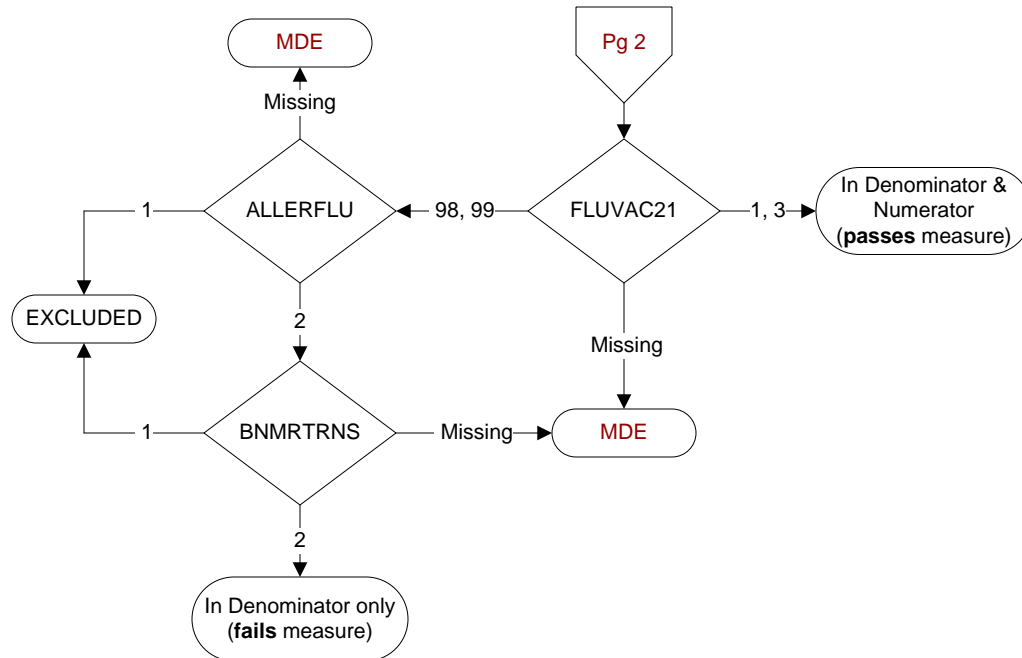 MDE
Pg 2
Missing
ALLERFLU
98, 99
FLUVAC21
1, 3
In Denominator &
Numerator
(passes measure)
1
EXCLUDED
2
Missing
1
BNMRTRNS
Missing
MDE
2
In Denominator only
(fails measure)